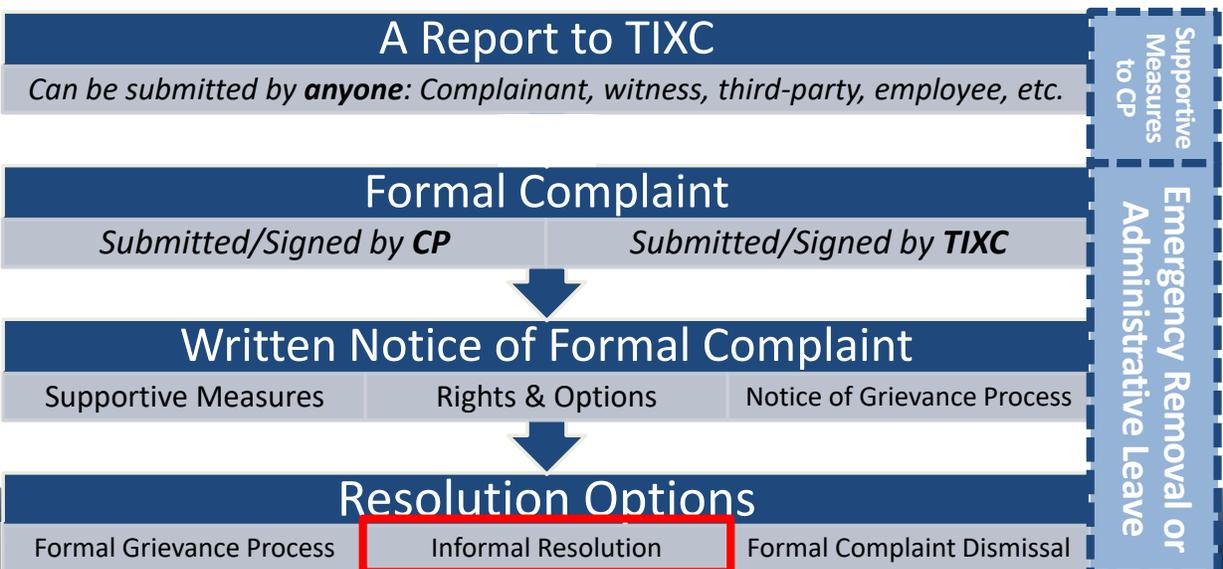 A Report to TIXC
Can be submitted by anyone: Complainant, witness, third-party, employee, etc.
Formal Complaint
Submitted/Signed by CP
Submitted/Signed by TIXC
Written Notice of Formal Complaint
Supportive Measures
Rights & Options
Notice of Grievance Process
Resolution Options
Formal Grievance Process
Informal Resolution
Formal Complaint Dismissal
Supportive
Measures
to CP
Emergency Removal or
Administrative Leave